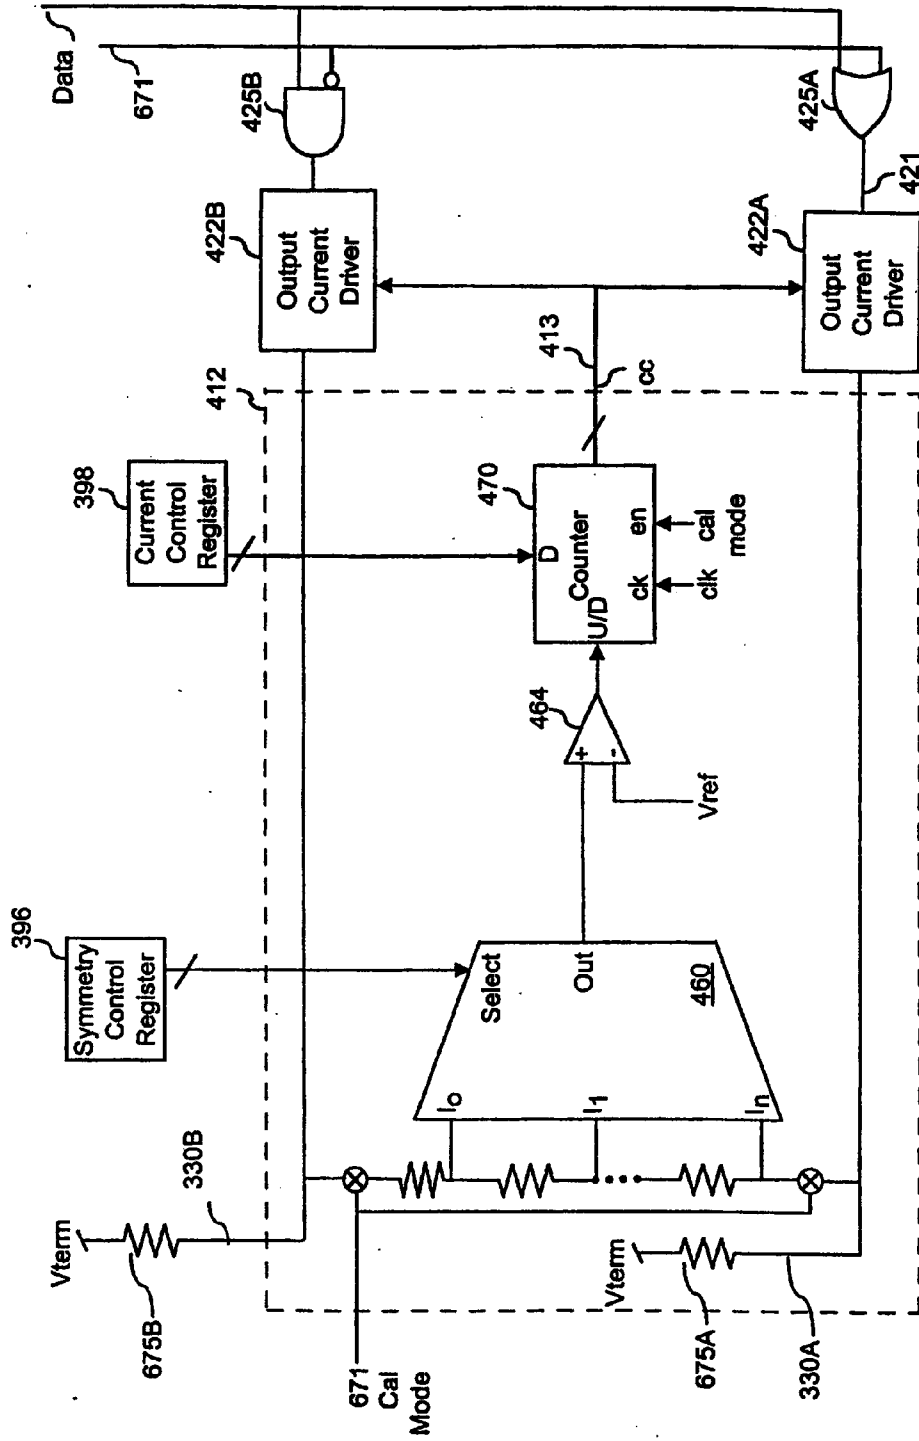 Data
671
425B
422B
Output
Current
Driver
425A
421
422A
Output
Current
Driver
413
cc
412
398
Current
Control
Register
470
D
Counter
U/D
ck
en
clk
cal
mode
464
+
-
Vref
396
Symmetry
Control
Register
Select
Out
460
I0
I1
In
330B
Vterm
675B
671
Cal
Mode
Vterm
675A
330A